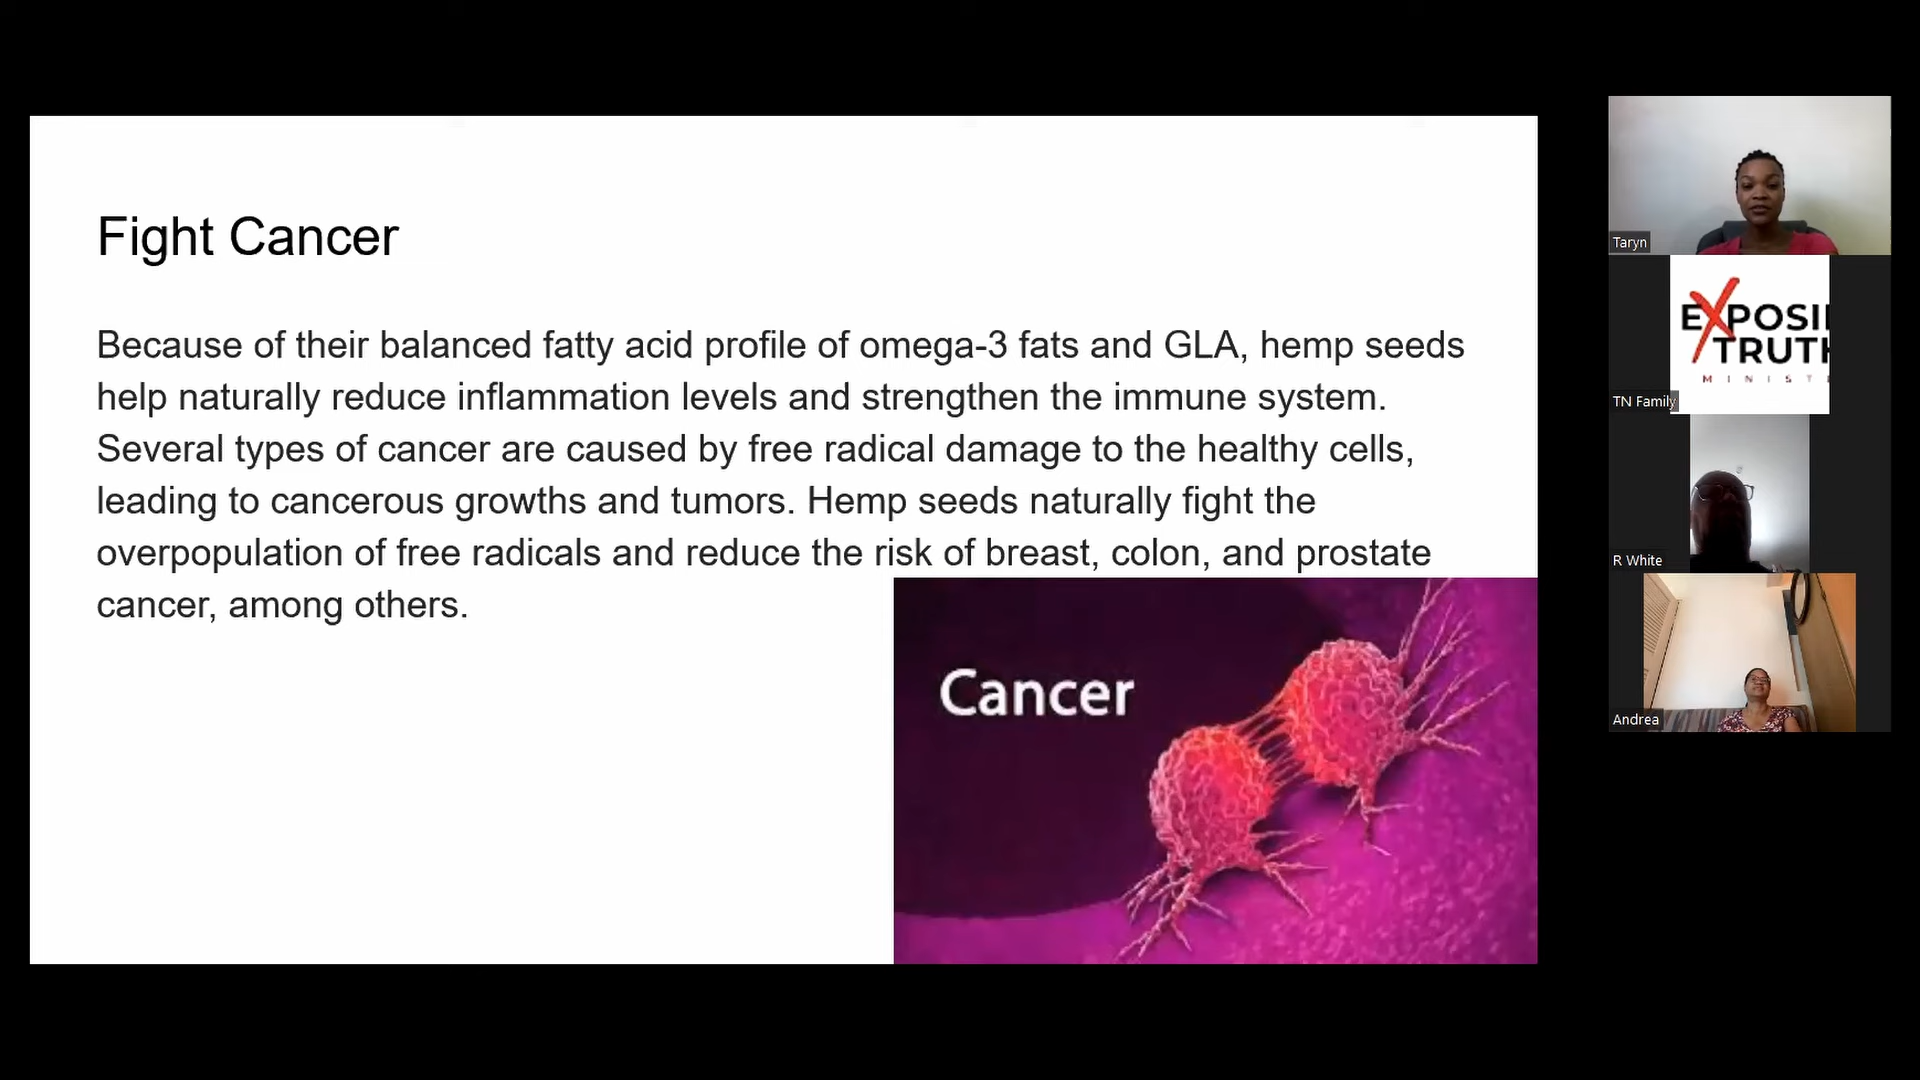 Fight Cancer
Because of their balanced fatty acid profile of omega-3 fats and GLA, hemp seeds
help naturally reduce inflammation levels and strengthen the immune system.
Several types of cancer are caused by free radical damage to the healthy cells,
leading to cancerous growths and tumors. Hemp seeds naturally fight the
overpopulation of free radicals and reduce the risk of breast, colon, and prostate
cancer, among others.
Cancer
Taryn
EXPOSI
TRUTH
MINIST
TN Family
R White
Andrea